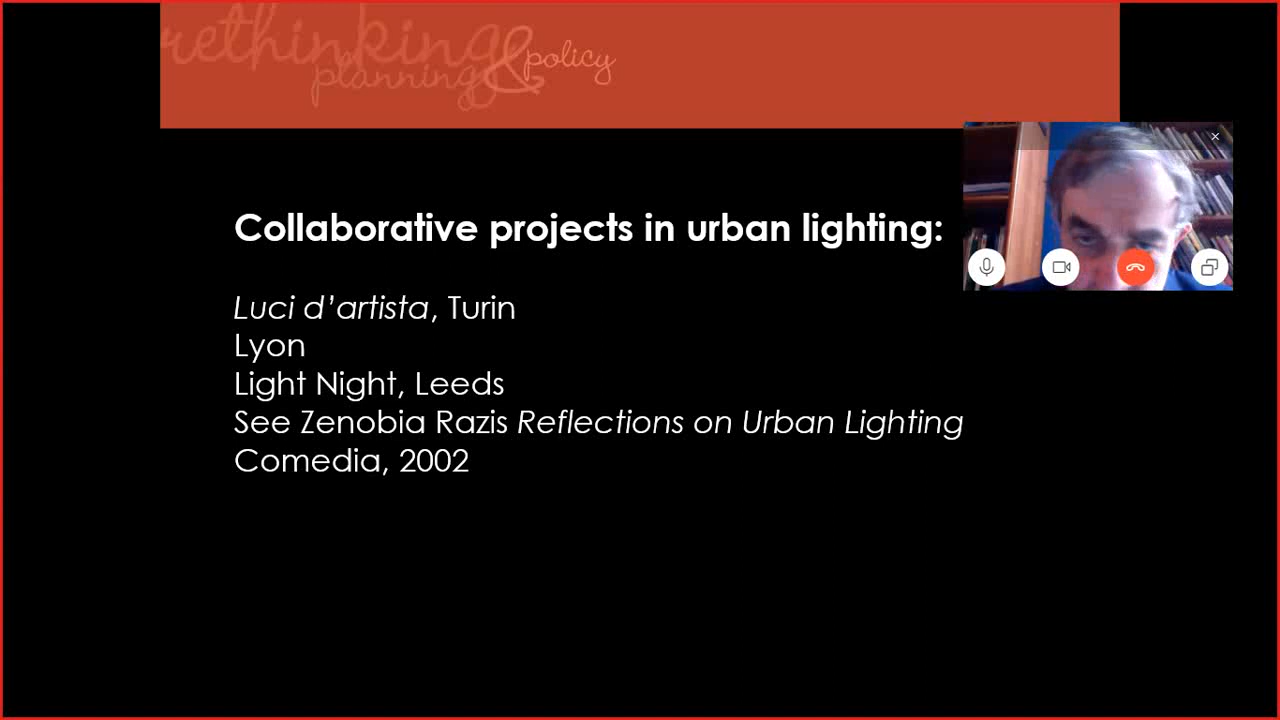 rethinking
planning & policy
Collaborative projects in urban lighting:
Luci d’artista, Turin
Lyon
Light Night, Leeds
See Zenobia Razis Reflections on Urban Lighting
Comedia, 2002